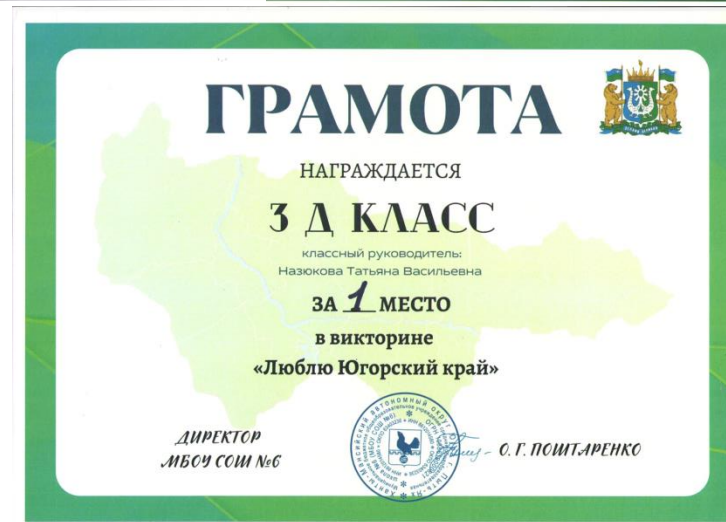 ГРАМОТА
НАГРАЖДАЕТСЯ
3 Д КЛАСС
классный руководитель:
Назюкова Татьяна Васильевна
ЗА 1 МЕСТО
в викторине
«Люблю Югорский край»
ДИРЕКТОР
МБОУ СОШ №6
О. Г. ПОШТАРЕНКО